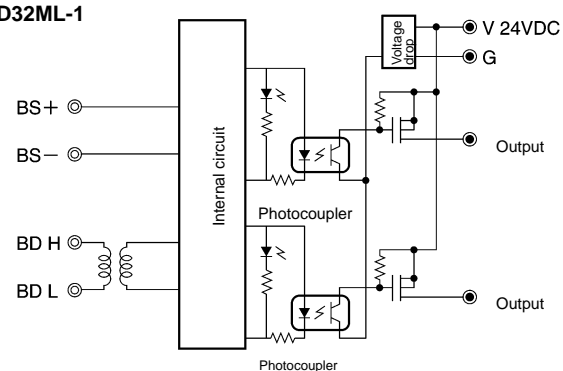 D32ML-1
V 24VDC
Voltage drop
G
BS+
BS−
Internal circuit
Output
Photocoupler
BD H
BD L
Output
Photocoupler